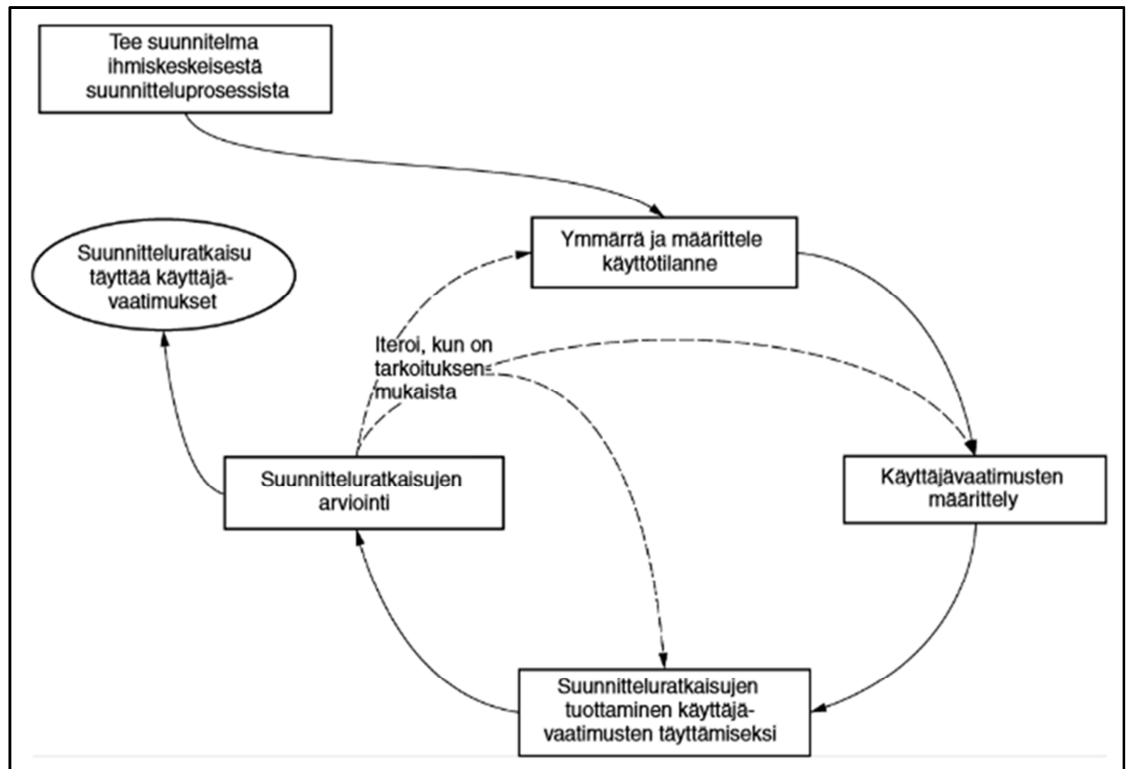 Tee suunnitelma
ihmiskeskeisestä
suunnitteluprosessista
Ymmärrä ja määrittele
käyttötilanne
Suunnitteluratkaisu
täyttää käyttäjä-
vaatimukset
Iteroi, kun on
tarkoituksen-
mukaista
Suunnitteluratkaisujen
arviointi
Käyttäjävaatimusten
määrittely
Suunnitteluratkaisujen
tuottaminen käyttäjä-
vaatimusten täyttämiseksi